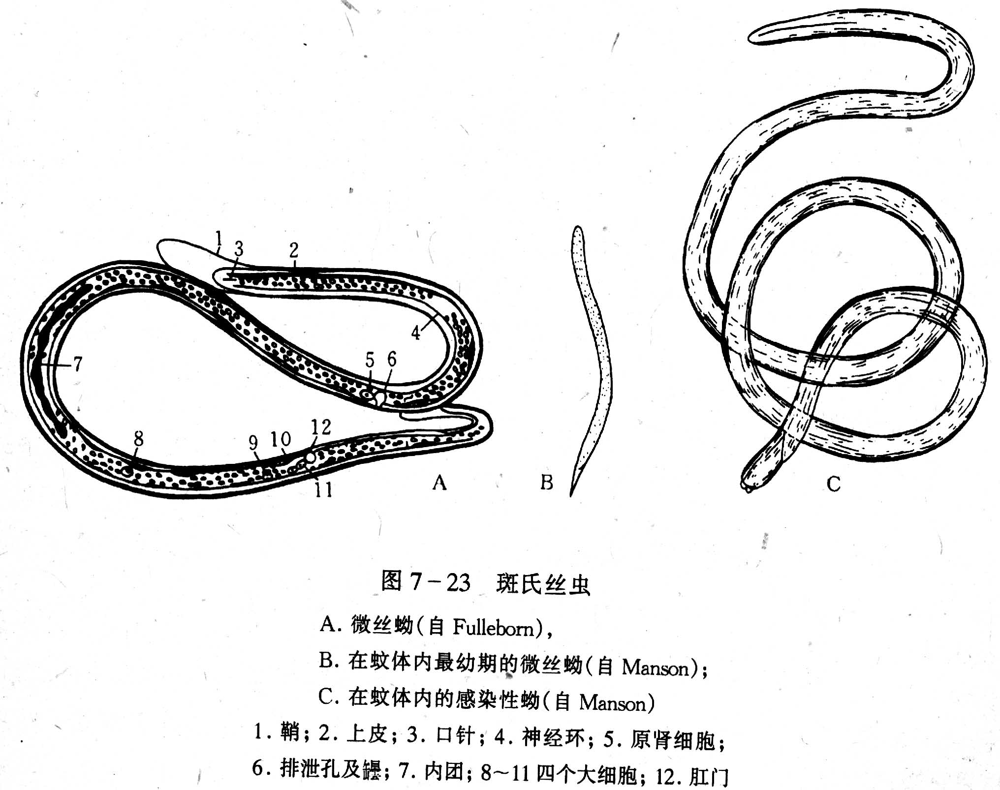 1
3
2
4
5
6
7
8
9
10
12
11
A
B
C
图 7-23 斑氏丝虫
A. 微丝蚴(自 Fulleborn),
B. 在蚊体内最幼期的微丝蚴(自 Manson);
C. 在蚊体内的感染性蚴(自 Manson)
1. 鞘; 2. 上皮; 3. 口针; 4. 神经环; 5. 原肾细胞;
6. 排泄孔及罐; 7. 内团; 8~11 四个大细胞; 12. 肛门